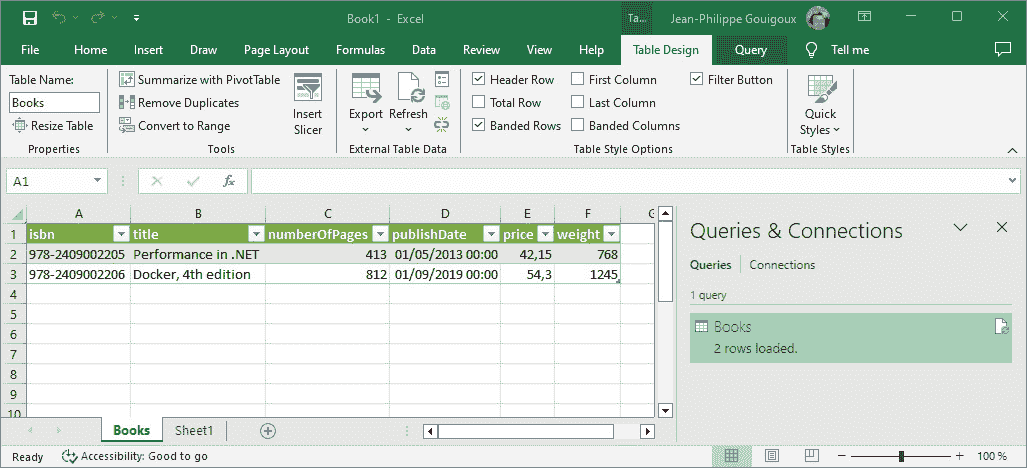 Book1 - Excel
Ta...
Jean-Philippe Gouigoux
File Home Insert Draw Page Layout Formulas Data Review View Help Table Design Query Tell me
Table Name:
Books
Resize Table
Properties
Summarize with PivotTable
Remove Duplicates
Convert to Range
Insert
Slicer
Tools
Export
Refresh
External Table Data
Header Row First Column Filter Button
Total Row Last Column
Banded Rows Banded Columns
Table Style Options
Quick
Styles
Table Styles
A1
fx
A B C D E F G
1 isbn title numberOfPages publishDate price weight
2 978-2409002205 Performance in .NET 413 01/05/2013 00:00 42,15 768
3 978-2409002206 Docker, 4th edition 812 01/09/2019 00:00 54,3 1245
4
5
6
7
8
9
10
Queries & Connections
Queries Connections
1 query
Books
2 rows loaded.
Books Sheet1
Ready Accessibility: Good to go 100 %